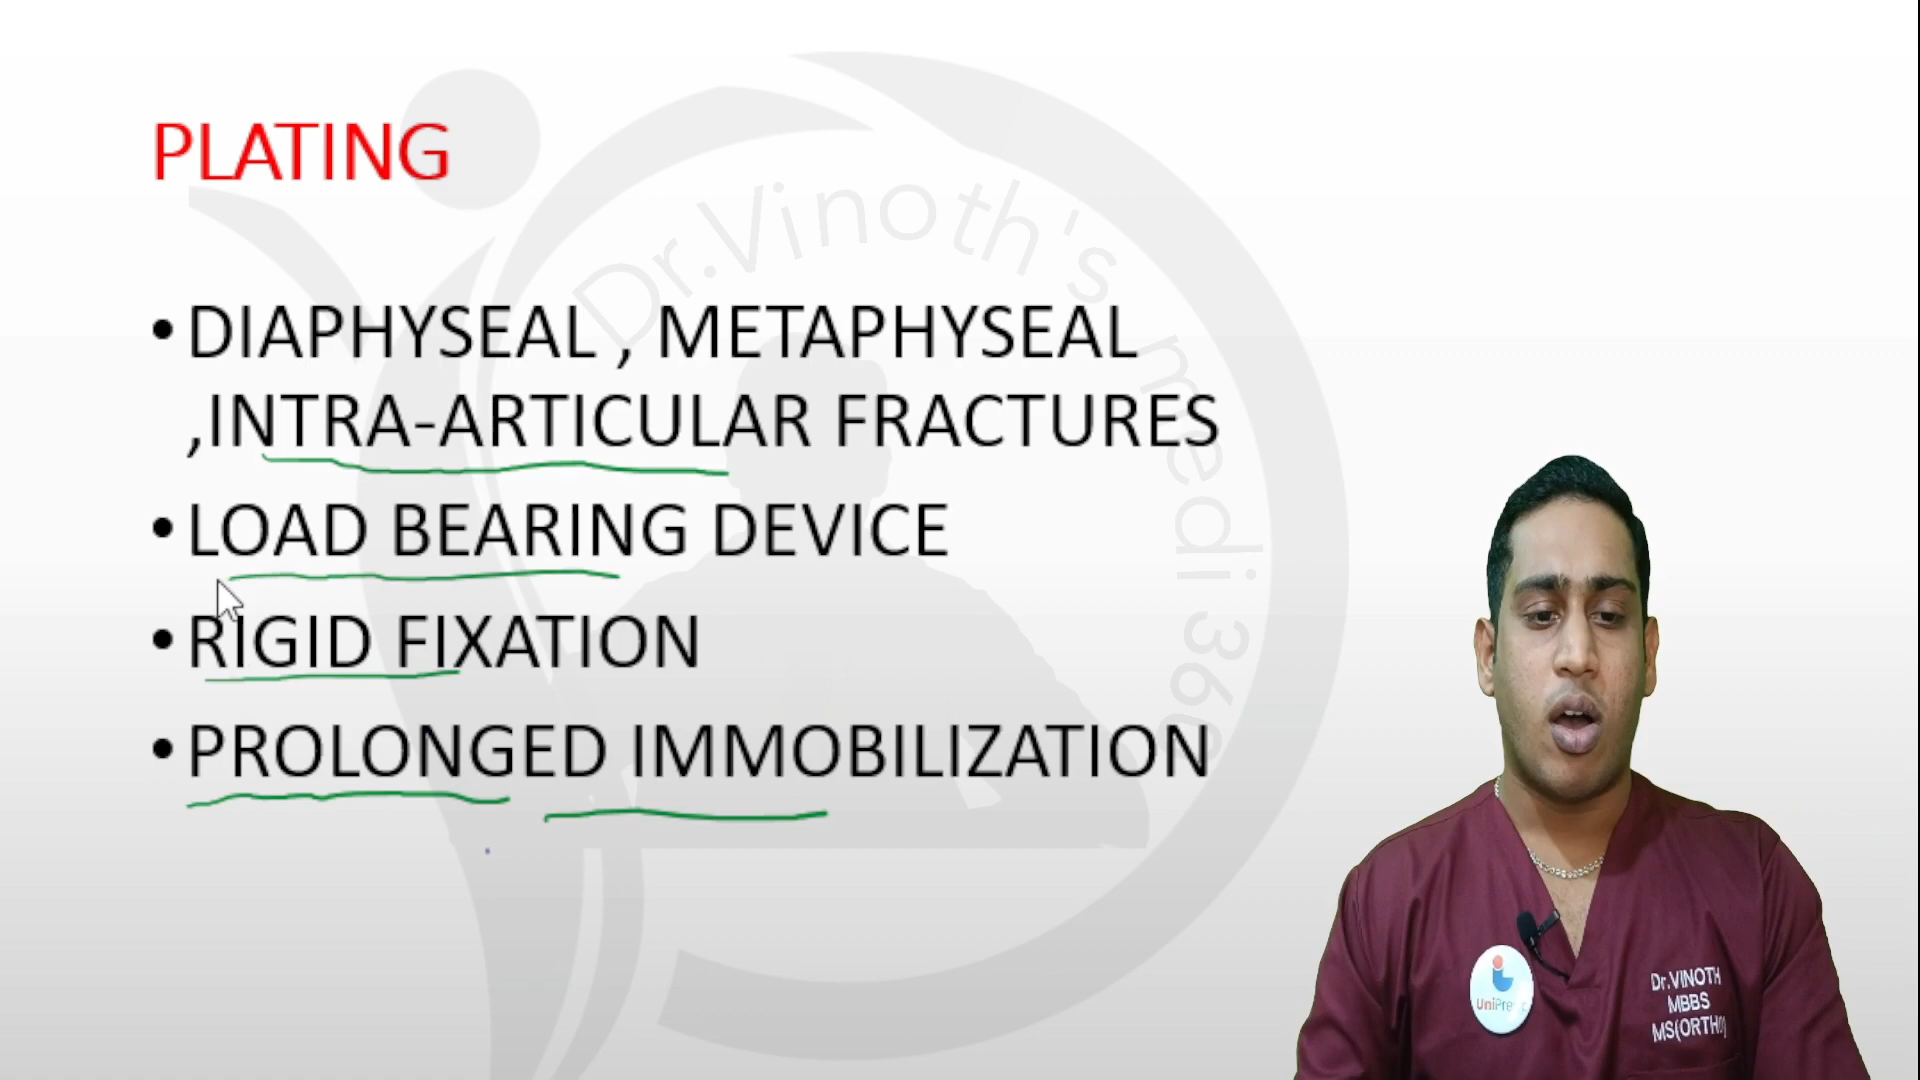 PLATING
Dr.Vinoth's medi 360
• DIAPHYSEAL , METAPHYSEAL
,INTRA-ARTICULAR FRACTURES
• LOAD BEARING DEVICE
• RIGID FIXATION
• PROLONGED IMMOBILIZATION
Dr.VINOTH
MBBS
MS(ORTHO)